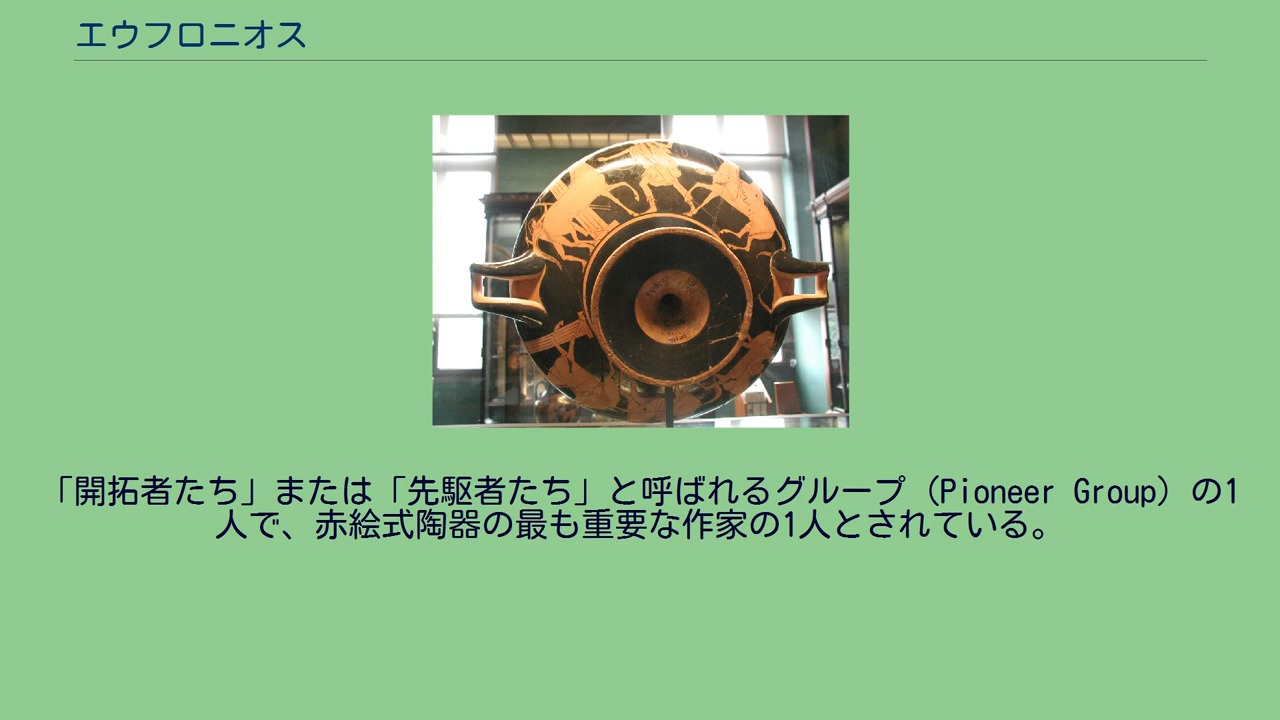 エウフロニオス
「開拓者たち」または「先駆者たち」と呼ばれるグループ（Pioneer Group）の1
人で、赤絵式陶器の最も重要な作家の1人とされている。